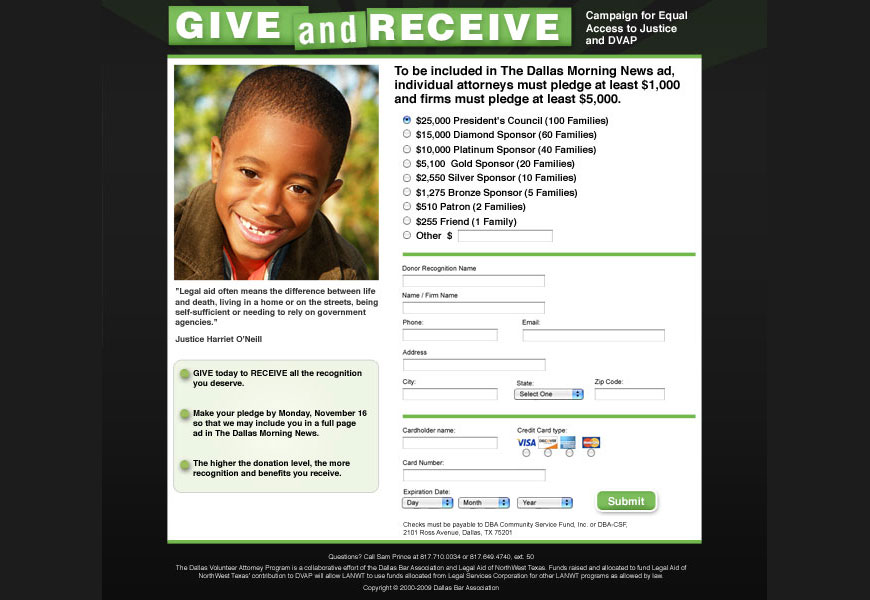 GIVE and RECEIVE
Campaign for Equal
Access to Justice
and DVAP
To be included in The Dallas Morning News ad,
individual attorneys must pledge at least $1,000
and firms must pledge at least $5,000.
$25,000 President's Council (100 Families)
$15,000 Diamond Sponsor (60 Families)
$10,000 Platinum Sponsor (40 Families)
$5,100 Gold Sponsor (20 Families)
$2,550 Silver Sponsor (10 Families)
$1,275 Bronze Sponsor (5 Families)
$510 Patron (2 Families)
$255 Friend (1 Family)
Other $
"Legal aid often means the difference between life
and death, living in a home or on the streets, being
self-sufficient or needing to rely on government
agencies."
Justice Harriet O'Neill
GIVE today to RECEIVE all the recognition
you deserve.
Make your pledge by Monday, November 16
so that we may include you in a full page
ad in The Dallas Morning News.
The higher the donation level, the more
recognition and benefits you receive.
Donor Recognition Name
Name / Firm Name
Phone: Email:
Address
City: State: Zip Code:
Select One
Cardholder name: Credit Card type:
VISA DISCOVER MasterCard
Card Number:
Expiration Date:
Day Month Year Submit
Checks must be payable to DBA Community Service Fund, Inc. or DBA-CSF,
2101 Ross Avenue, Dallas, TX 75201
Questions? Call Sam Prince at 817.710.0034 or 817.649.4740, ext. 50
The Dallas Volunteer Attorney Program is a collaborative effort of the Dallas Bar Association and Legal Aid of NorthWest Texas. Funds raised and allocated to fund Legal Aid of
NorthWest Texas' contribution to DVAP will allow LANWT to use funds allocated from Legal Services Corporation for other LANWT programs as allowed by law.
Copyright © 2000-2009 Dallas Bar Association